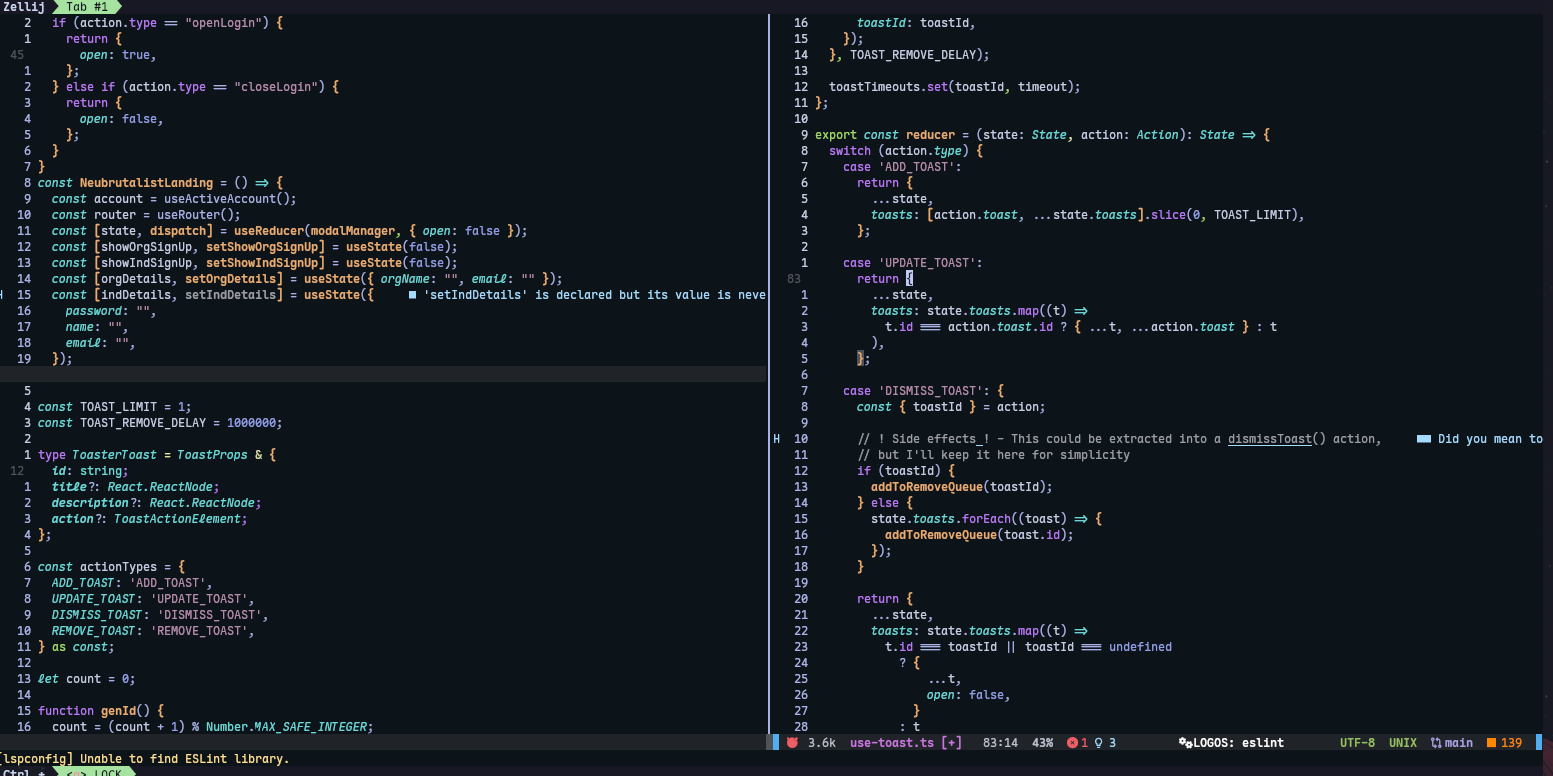 Zellij Tab #1
2 if (action.type == "openLogin") {
1 return {
45 open: true,
1 };
2 } else if (action.type == "closeLogin") {
3 return {
4 open: false,
5 };
6 }
7 }
8 const NeubrutalistLanding = () => {
9 const account = useActiveAccount();
10 const router = useRouter();
11 const [state, dispatch] = useReducer(modalManager, { open: false });
12 const [showOrgSignUp, setShowOrgSignUp] = useState(false);
13 const [showIndSignUp, setShowIndSignUp] = useState(false);
14 const [orgDetails, setOrgDetails] = useState({ orgName: "", email: "" });
H 15 const [indDetails, setIndDetails] = useState({ ■ 'setIndDetails' is declared but its value is neve
16 password: "",
17 name: "",
18 email: "",
19 });
5
4 const TOAST_LIMIT = 1;
3 const TOAST_REMOVE_DELAY = 1000000;
2
1 type ToasterToast = ToastProps & {
12 id: string;
1 title?: React.ReactNode;
2 description?: React.ReactNode;
3 action?: ToastActionElement;
4 };
5
6 const actionTypes = {
7 ADD_TOAST: 'ADD_TOAST',
8 UPDATE_TOAST: 'UPDATE_TOAST',
9 DISMISS_TOAST: 'DISMISS_TOAST',
10 REMOVE_TOAST: 'REMOVE_TOAST',
11 } as const;
12
13 let count = 0;
14
15 function genId() {
16 count = (count + 1) % Number.MAX_SAFE_INTEGER;
16 toastId: toastId,
15 });
14 }, TOAST_REMOVE_DELAY);
13
12 toastTimeouts.set(toastId, timeout);
11 };
10
9 export const reducer = (state: State, action: Action): State => {
8 switch (action.type) {
7 case 'ADD_TOAST':
6 return {
5 ...state,
4 toasts: [action.toast, ...state.toasts].slice(0, TOAST_LIMIT),
3 };
2
1 case 'UPDATE_TOAST':
83 return {
1 ...state,
2 toasts: state.toasts.map((t) =>
3 t.id === action.toast.id ? { ...t, ...action.toast } : t
4 ),
5 };
6
7 case 'DISMISS_TOAST': {
8 const { toastId } = action;
9
H 10 // ! Side effects_! - This could be extracted into a dismissToast() action, ■ Did you mean to
11 // but I'll keep it here for simplicity
12 if (toastId) {
13 addToRemoveQueue(toastId);
14 } else {
15 state.toasts.forEach((toast) => {
16 addToRemoveQueue(toast.id);
17 });
18 }
19
20 return {
21 ...state,
22 toasts: state.toasts.map((t) =>
23 t.id === toastId || toastId === undefined
24 ? {
25 ...t,
26 open: false,
27 }
28 : t
3.6k use-toast.ts [+] 83:14 43% 1 3 LOGOS: eslint UTF-8 UNIX main 139
[lspconfig] Unable to find ESLint library.
Ctrl + <g> LOCK